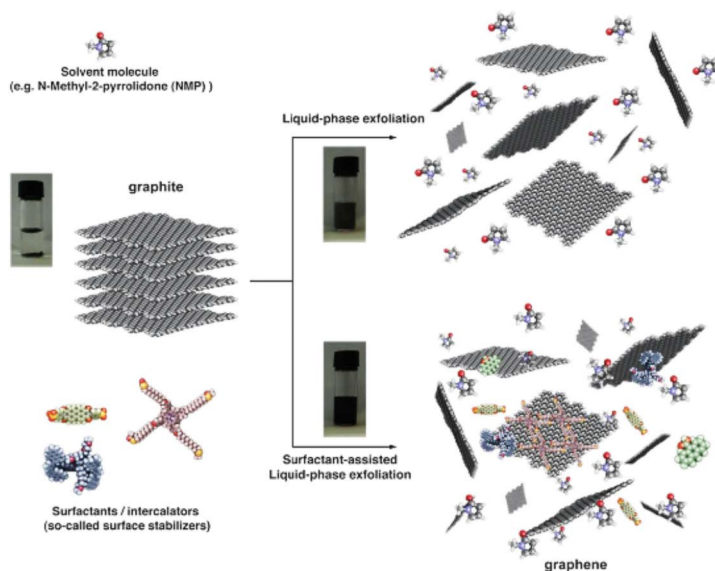 Solvent molecule
(e.g. N-Methyl-2-pyrrolidone (NMP) )
Liquid-phase exfoliation
graphite
Surfactant-assisted
Liquid-phase exfoliation
Surfactants / intercalators
(so-called surface stabilizers)
graphene